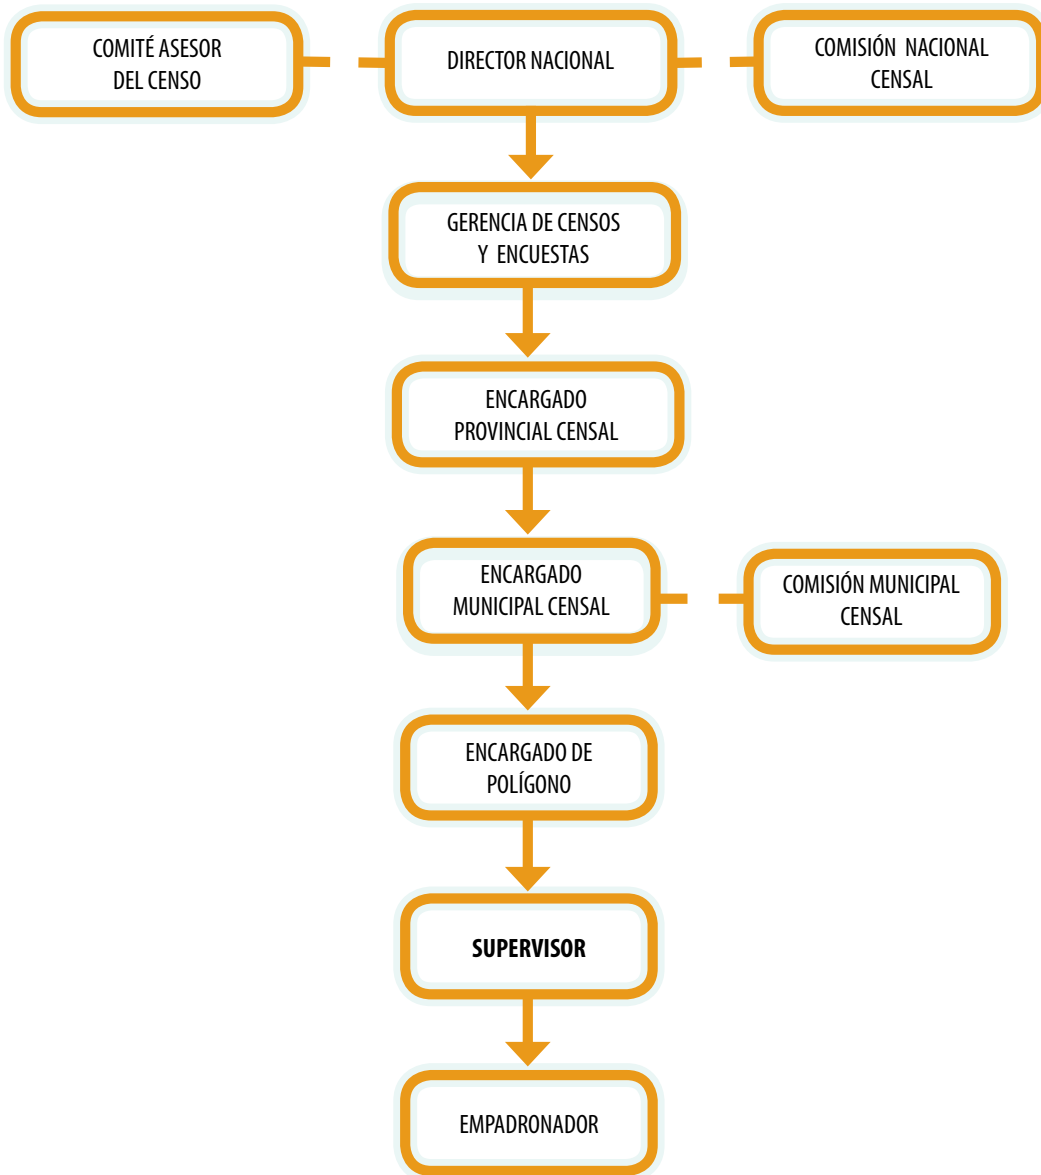 COMITÉ ASESOR
DEL CENSO
DIRECTOR NACIONAL
COMISIÓN NACIONAL
CENSAL
GERENCIA DE CENSOS
Y ENCUESTAS
ENCARGADO
PROVINCIAL CENSAL
ENCARGADO
MUNICIPAL CENSAL
COMISIÓN MUNICIPAL
CENSAL
ENCARGADO DE
POLÍGONO
SUPERVISOR
EMPADRONADOR